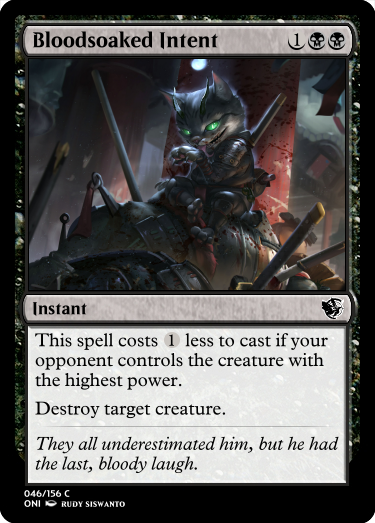 Bloodsoaked Intent 1
Instant
This spell costs 1 less to cast if your
opponent controls the creature with
the highest power.
Destroy target creature.
They all underestimated him, but he had
the last, bloody laugh.
046/156 C
ONI RUDY SISWANTO